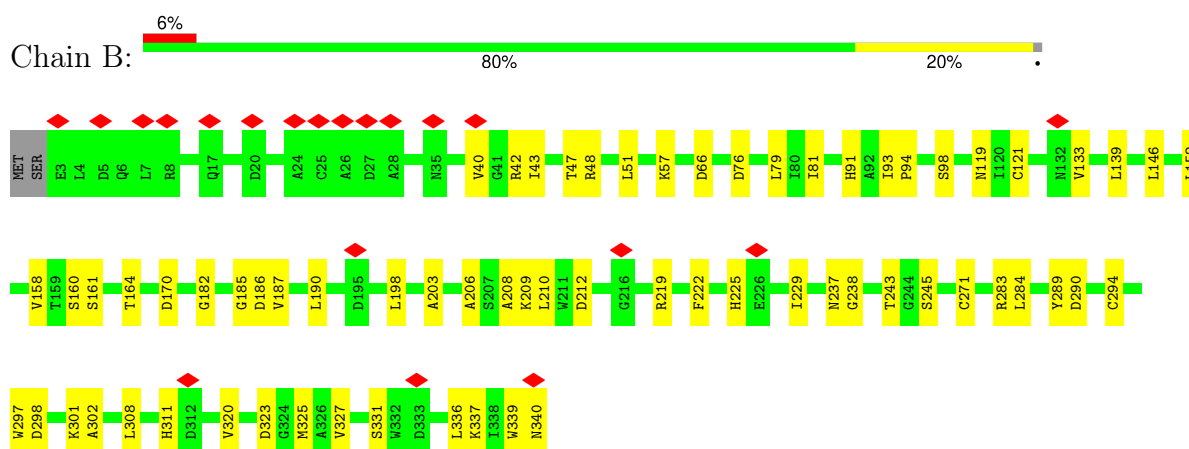 6%
Chain B:
80% 20% •
MET SER E3 L4 D5 Q6 L7 R8 Q17 D20 A24 C25 A26 D27 A28 N35 V40 G41 R42 I43 T47 R48 L51 K57 D66 D76 L79 I80 I81 H91 A92 I93 P94 S98 N119 I120 C121 N132 V133 L139 L146
V158 T159 S160 S161 T164 D170 G182 G185 D186 V187 L190 D195 L198 A203 A206 S207 A208 K209 L210 W211 D212 G216 R219 F222 H225 E226 I229 N237 G238 T243 G244 S245 C271 R283 L284 Y289 D290 C294
W297 D298 K301 A302 L308 H311 D312 V320 D323 G324 M325 A326 V327 S331 W332 D333 L336 K337 I338 W339 N340